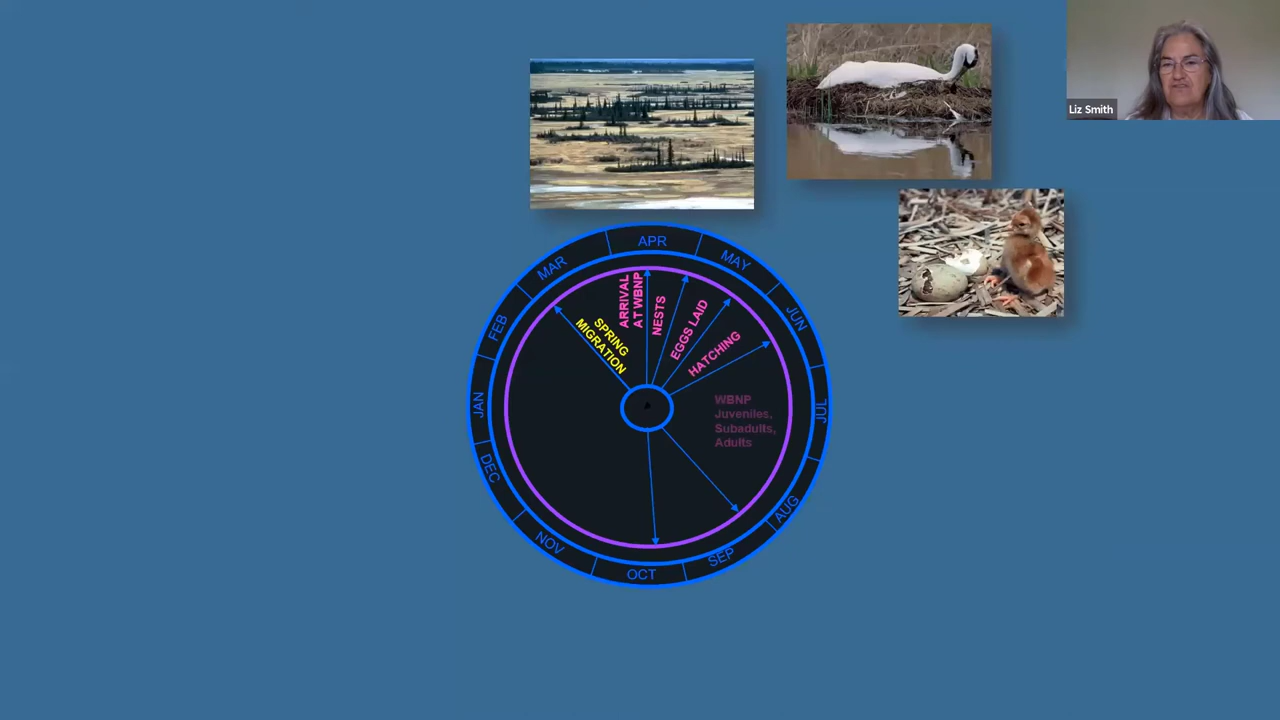 Liz Smith
JAN
FEB
MAR
APR
MAY
JUN
JUL
AUG
SEP
OCT
NOV
DEC
SPRING
MIGRATION
ARRIVAL
AT WBNP
NESTS
EGGS LAID
HATCHING
WBNP
Juveniles,
Subadults,
Adults